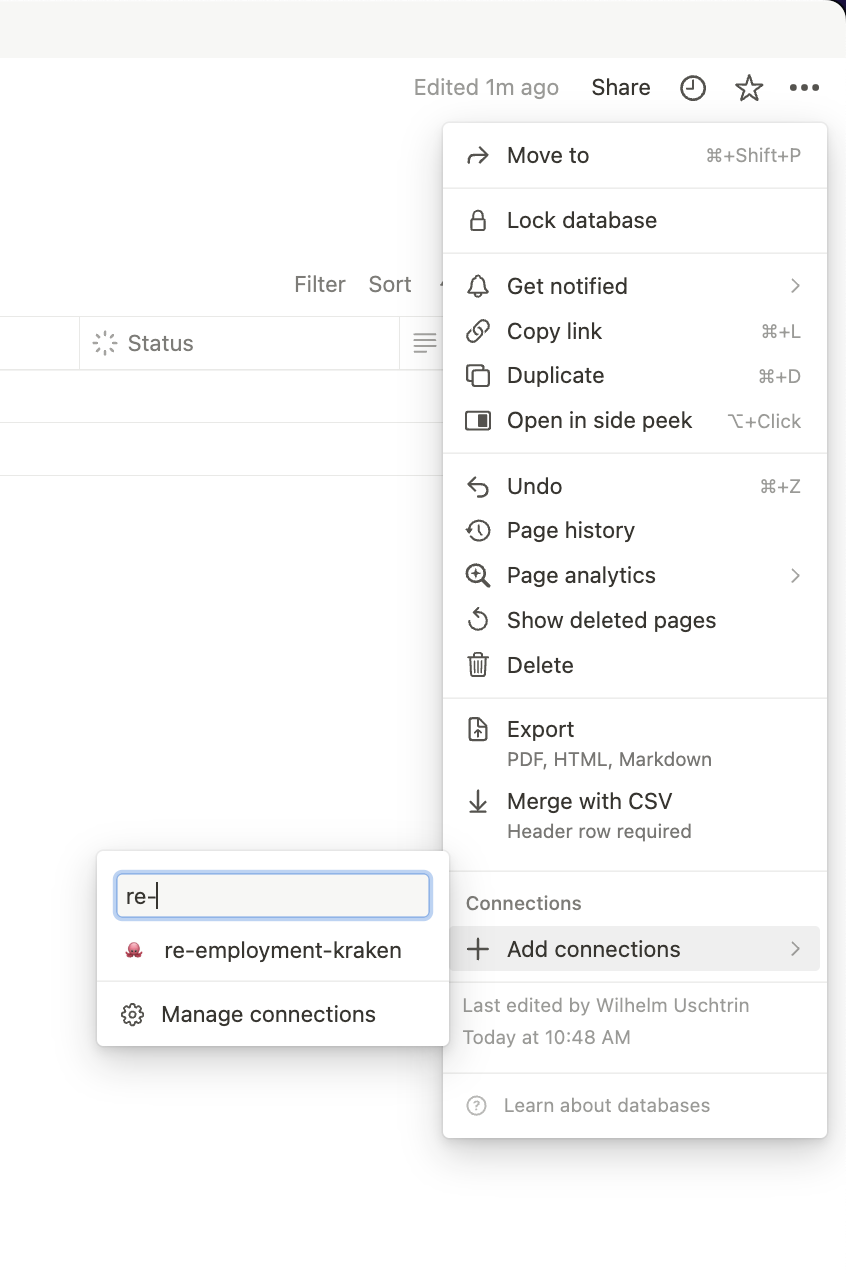 Edited 1m ago Share
Move to ⌘+Shift+P
Lock database
Filter Sort
Get notified
Status
Copy link ⌘+L
Duplicate ⌘+D
Open in side peek ⌥+Click
Undo ⌘+Z
Page history
Page analytics
Show deleted pages
Delete
Export
PDF, HTML, Markdown
Merge with CSV
Header row required
Connections
Add connections
re-
re-employment-kraken
Manage connections
Last edited by Wilhelm Uschtrin
Today at 10:48 AM
Learn about databases